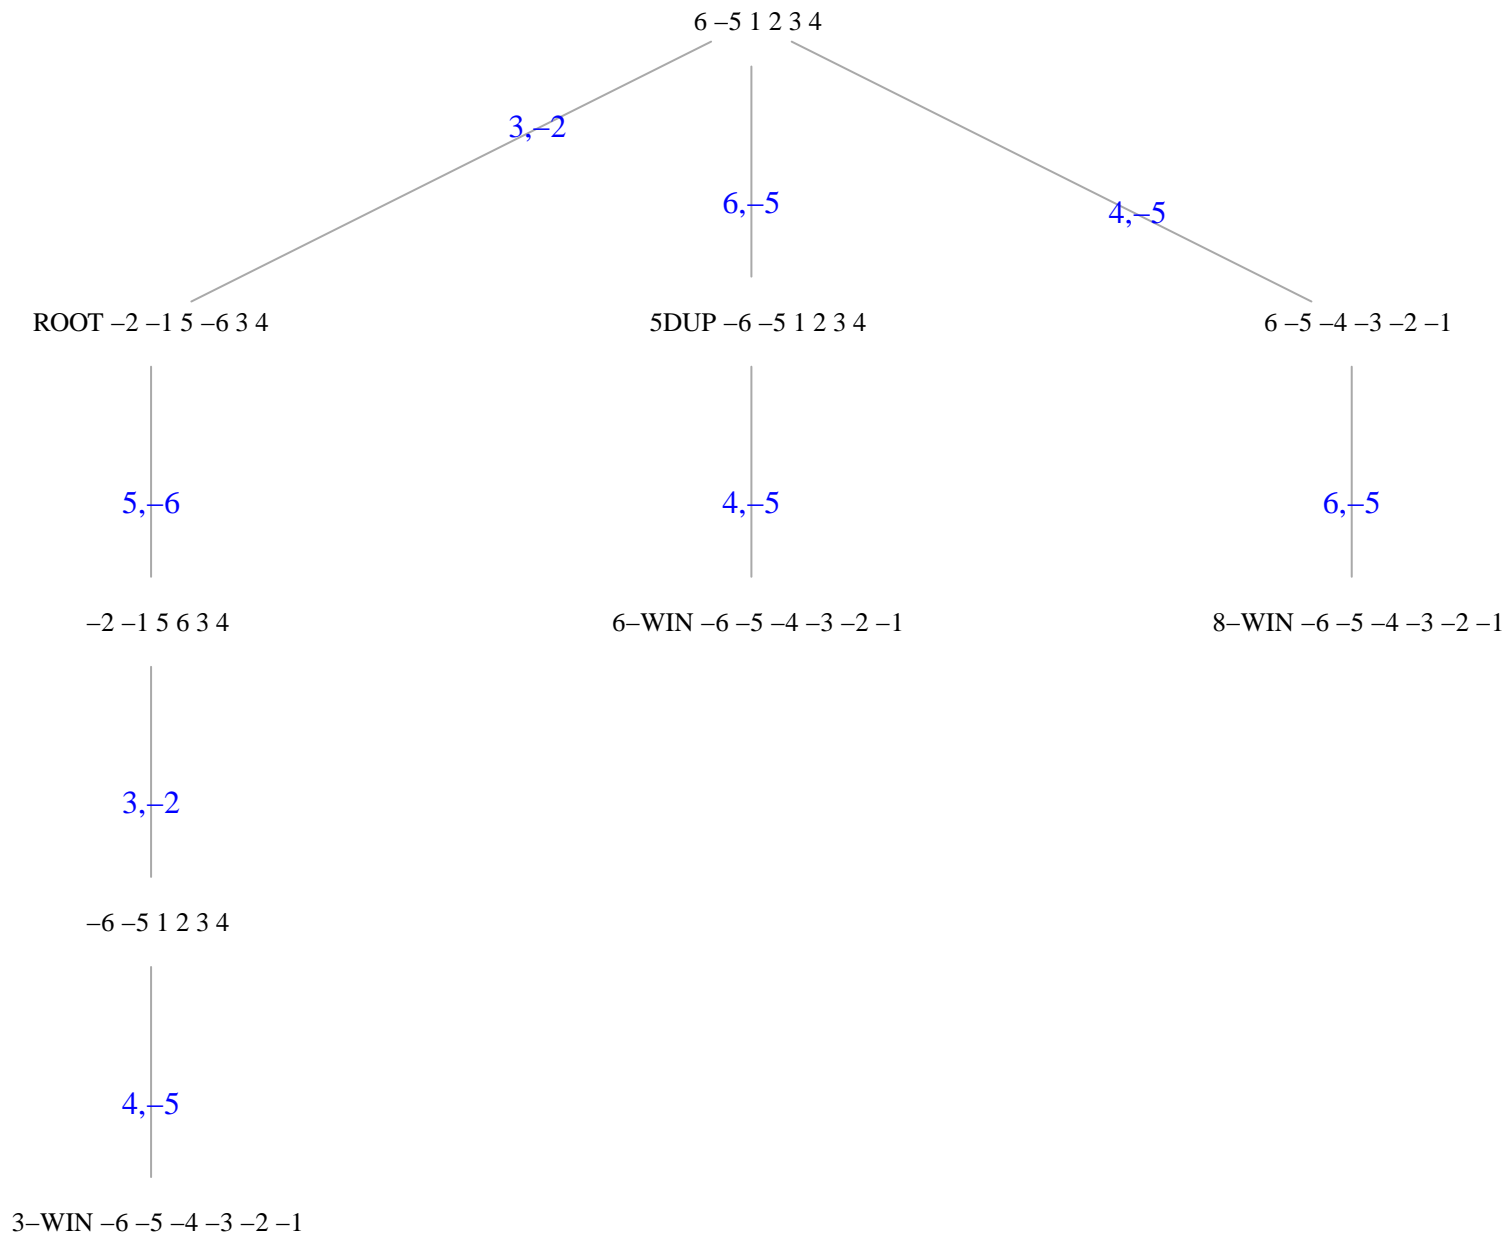 6 –5 1 2 3 4
3,–2
6,–5
4,–5
ROOT –2 –1 5 –6 3 4
5DUP –6 –5 1 2 3 4
6 –5 –4 –3 –2 –1
5,–6
4,–5
6,–5
–2 –1 5 6 3 4
6–WIN –6 –5 –4 –3 –2 –1
8–WIN –6 –5 –4 –3 –2 –1
3,–2
–6 –5 1 2 3 4
4,–5
3–WIN –6 –5 –4 –3 –2 –1